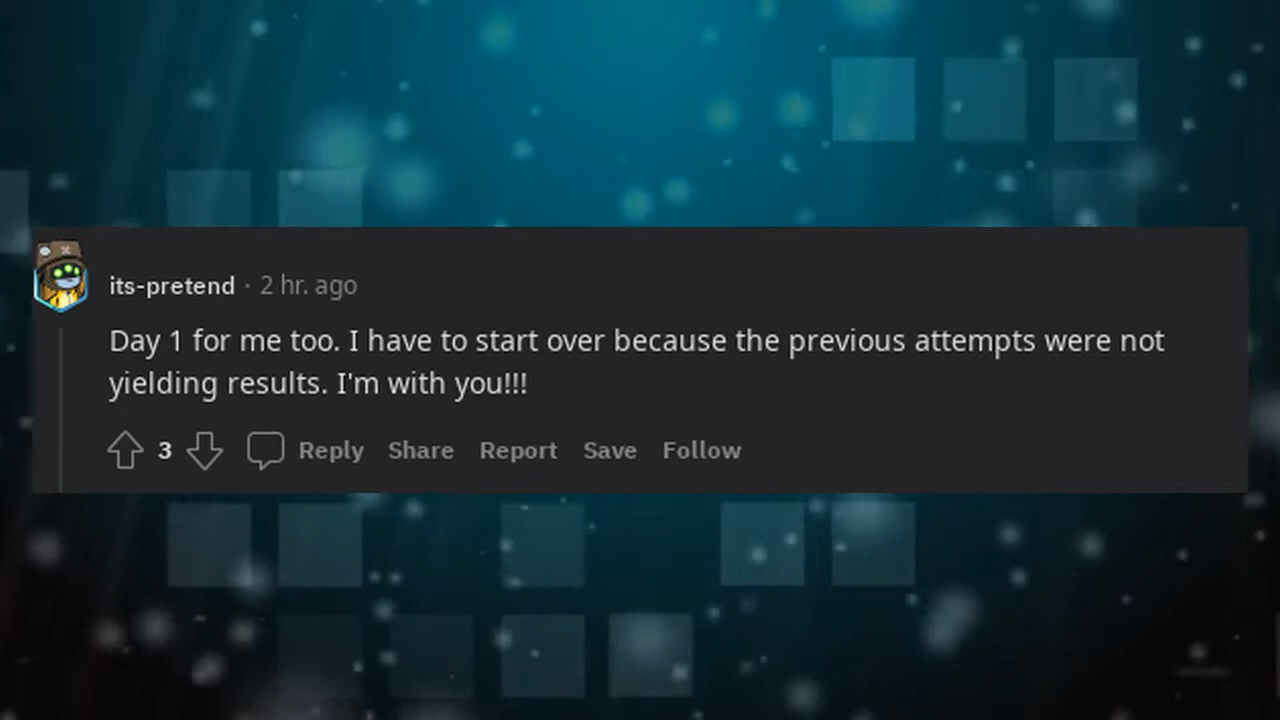 its-pretend · 2 hr. ago
Day 1 for me too. I have to start over because the previous attempts were not
yielding results. I'm with you!!!
3 Reply Share Report Save Follow